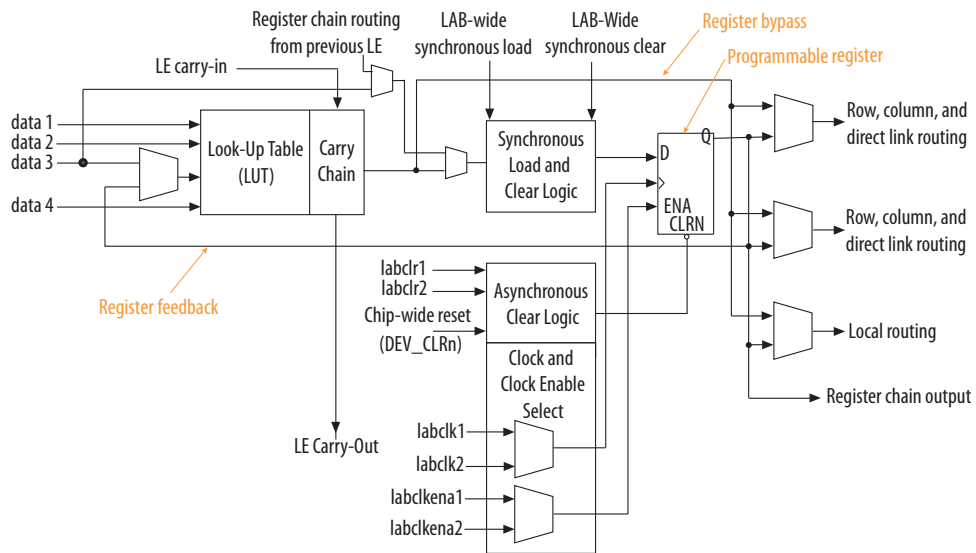 Register chain routing
from previous LE
LAB-wide
synchronous load
LAB-Wide
synchronous clear
Register bypass
Programmable register
LE carry-in
data 1
data 2
data 3
data 4
Look-Up Table
(LUT)
Carry
Chain
Synchronous
Load and
Clear Logic
D
Q
ENA
CLRN
Row, column, and
direct link routing
Row, column, and
direct link routing
Local routing
Register chain output
Register feedback
labclr1
labclr2
Chip-wide reset
(DEV_CLRn)
Asynchronous
Clear Logic
Clock and
Clock Enable
Select
labclk1
labclk2
labclkena1
labclkena2
LE Carry-Out